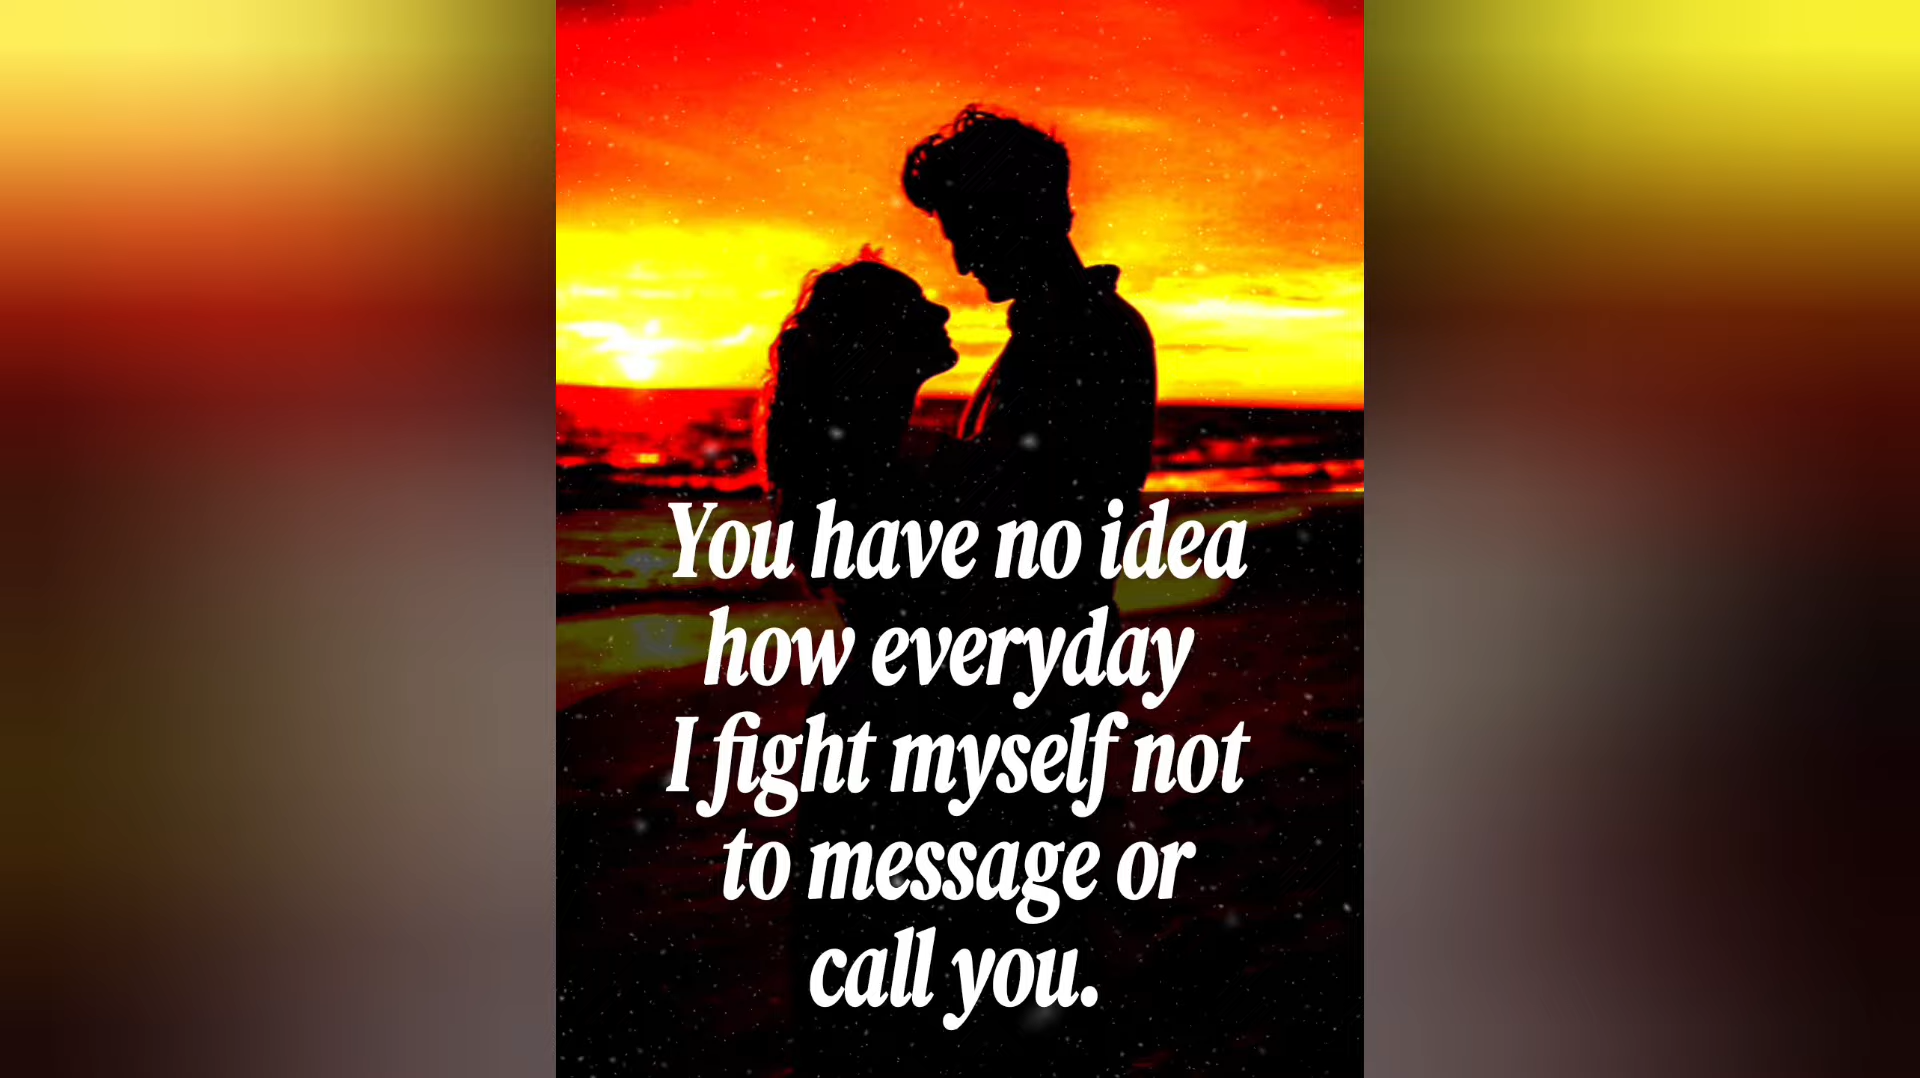 You have no idea
how everyday
I fight myself not
to message or
call you.